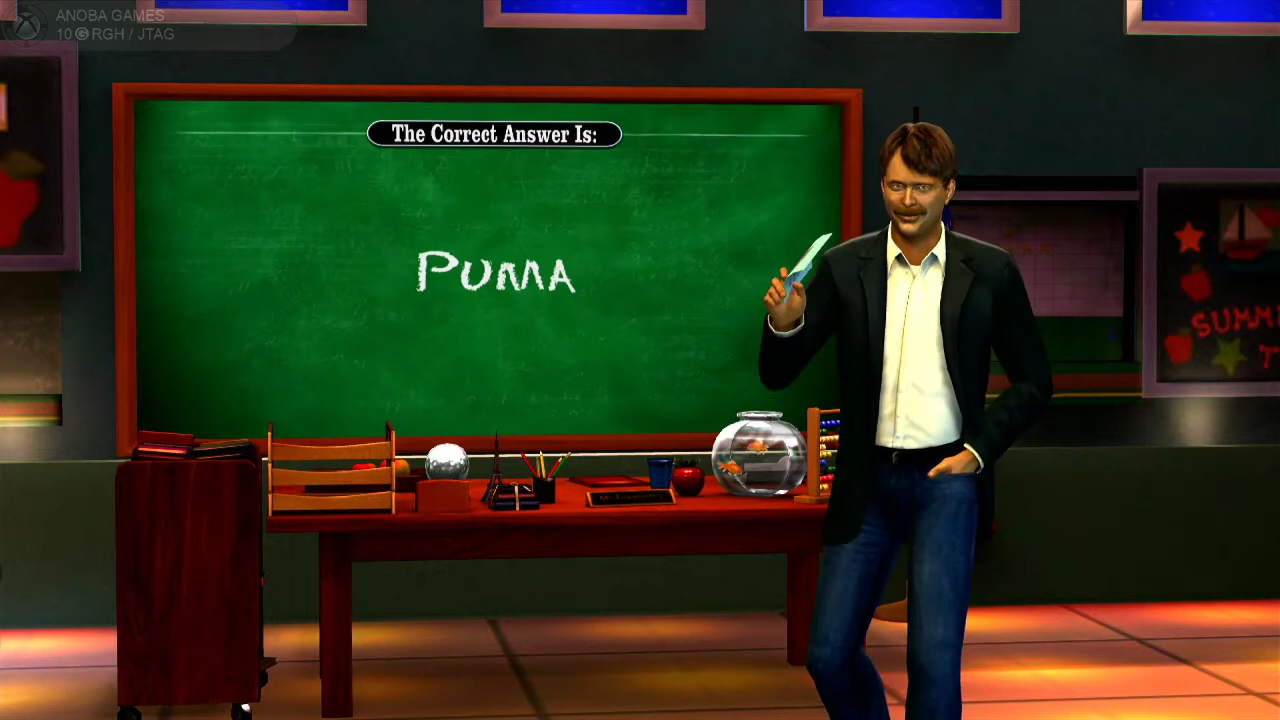 ANOBA GAMES
10 G RGH / JTAG
The Correct Answer Is:
PUMA
SUMM
T